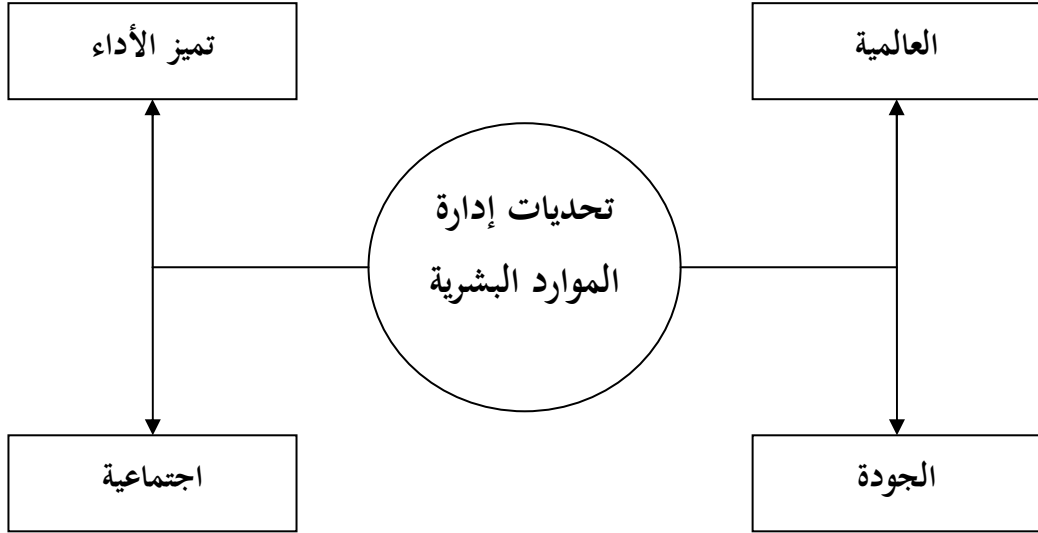 العالمية
تميز الأداء
تحديات إدارة
الموارد البشرية
الجودة
اجتماعية